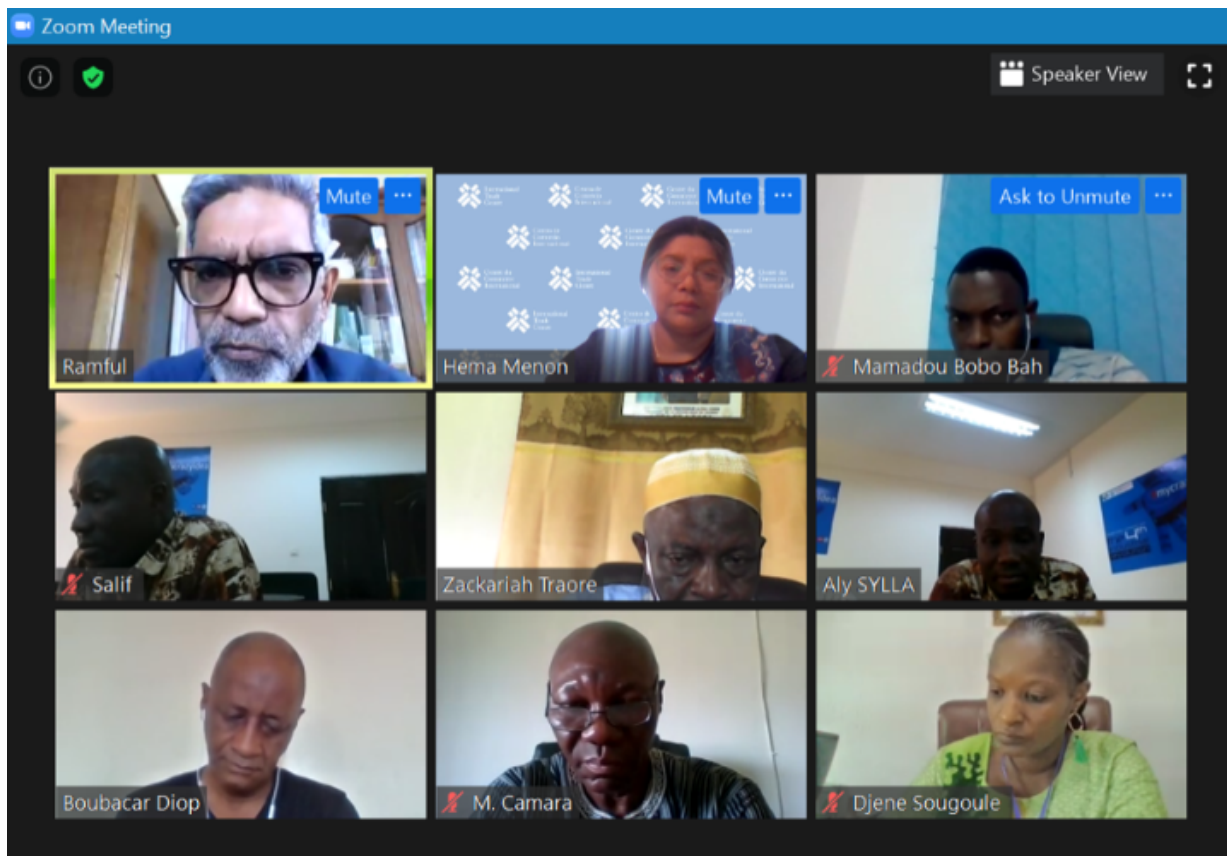 Zoom Meeting
Speaker View
Mute ...
Mute ...
Ask to Unmute ...
Ramful
Hema Menon
Mamadou Bobo Bah
Salif
Zackariah Traore
Aly SYLLA
Boubacar Diop
M. Camara
Djene Sougoule